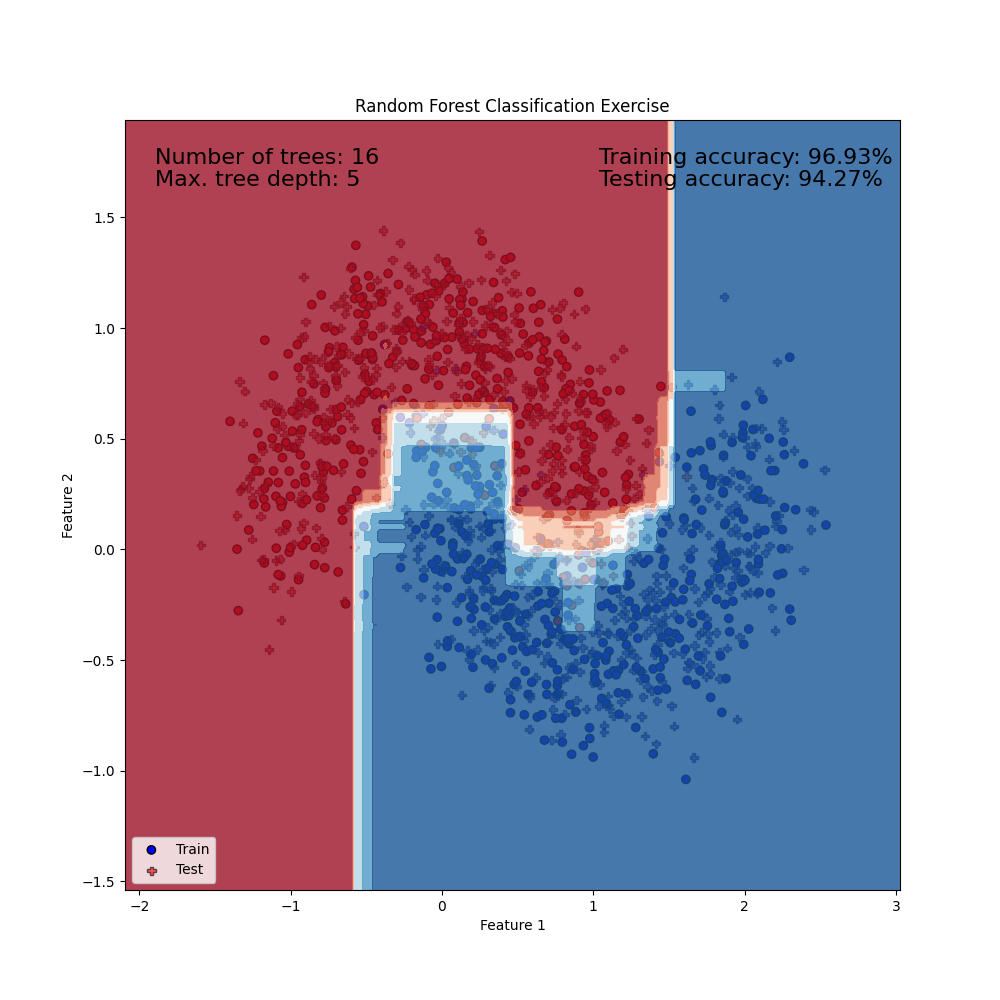 Random Forest Classification Exercise
Number of trees: 16
Max. tree depth: 5
Training accuracy: 96.93%
Testing accuracy: 94.27%
1.5
1.0
0.5
0.0
−0.5
−1.0
−1.5
Feature 2
Train
Test
−2
−1
0
1
2
3
Feature 1